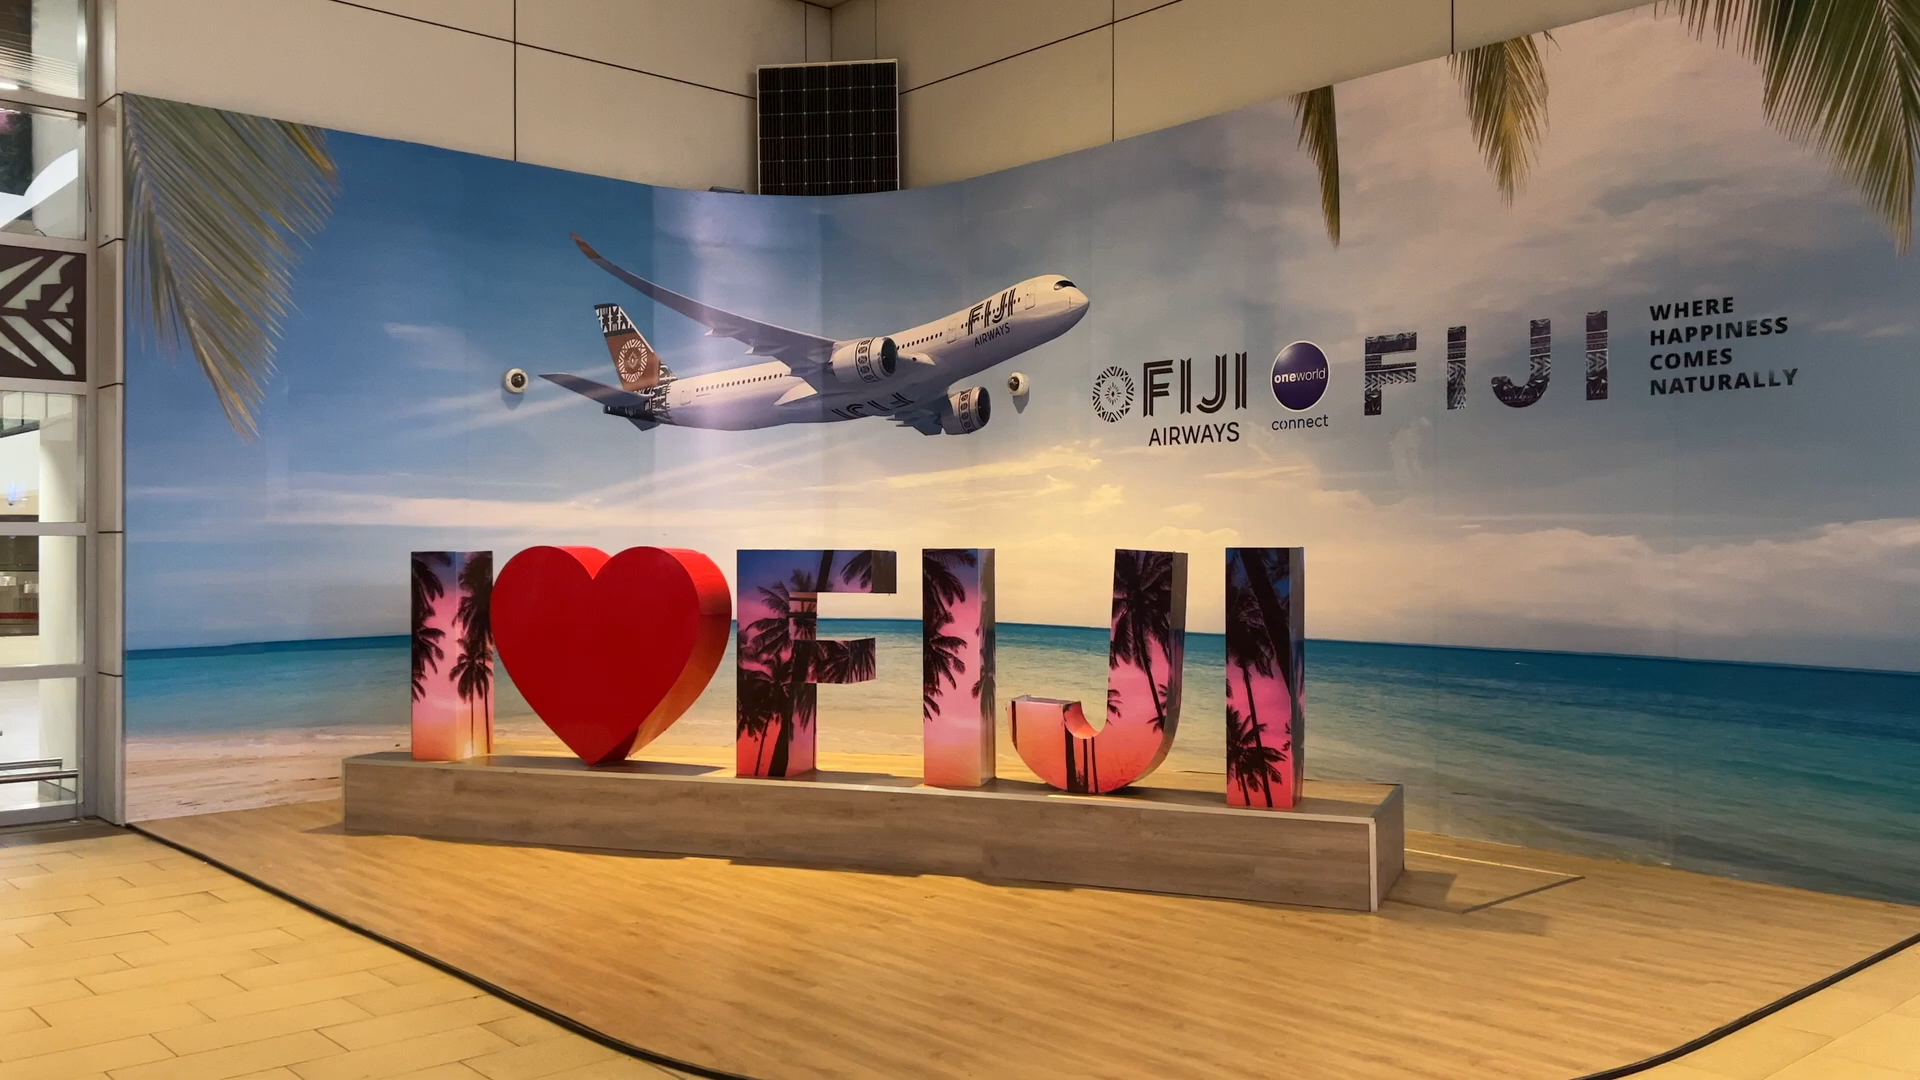 FIJI
AIRWAYS
FIJI
AIRWAYS
oneworld
connect
FIJI
WHERE
HAPPINESS
COMES
NATURALLY
I ❤ FIJI